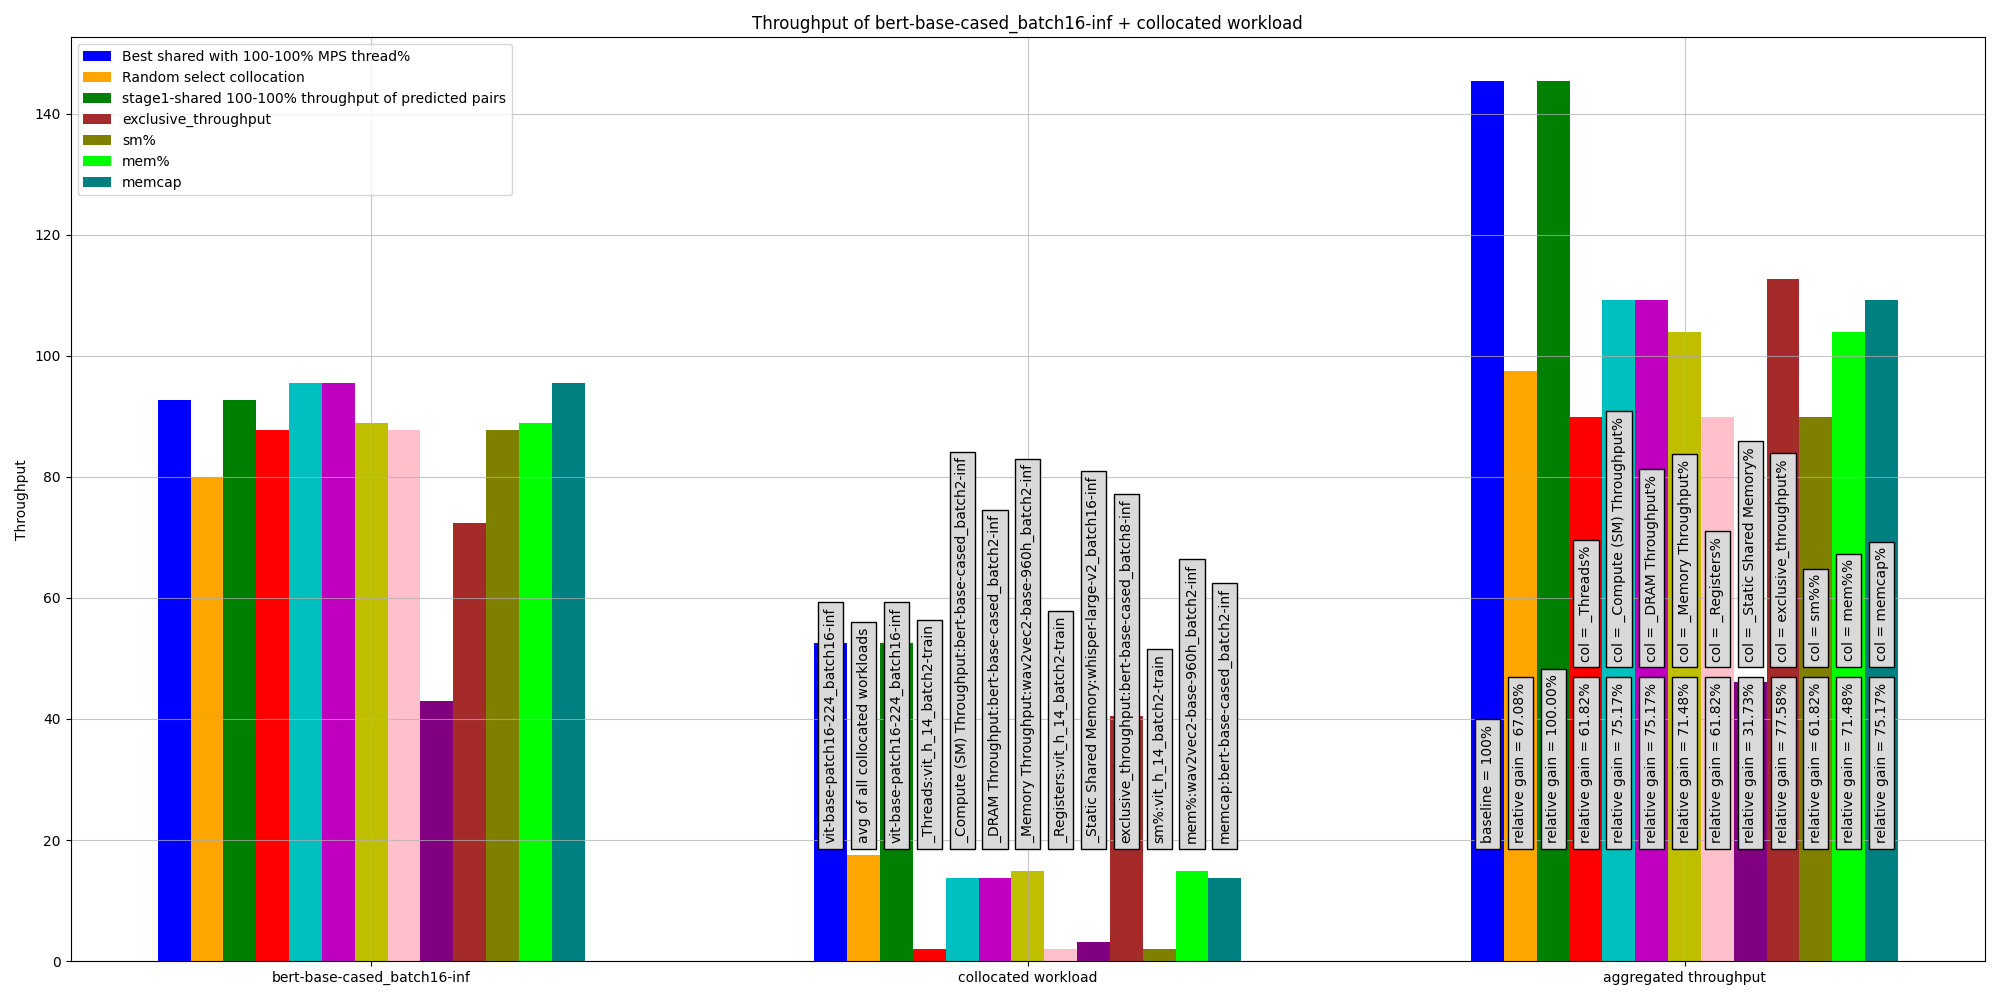 Throughput of bert-base-cased_batch16-inf + collocated workload
Best shared with 100-100% MPS thread%
Random select collocation
stage1-shared 100-100% throughput of predicted pairs
exclusive_throughput
sm%
mem%
memcap
Throughput
140
120
100
80
60
40
20
0
vit-base-patch16-224_batch16-inf
avg of all collocated workloads
vit-base-patch16-224_batch16-inf
_Threads:vit_h_14_batch2-train
_Compute (SM) Throughput:bert-base-cased_batch2-inf
_DRAM Throughput:bert-base-cased_batch2-inf
_Memory Throughput:wav2vec2-base-960h_batch2-inf
_Registers:vit_h_14_batch2-train
_Static Shared Memory:whisper-large-v2_batch16-inf
exclusive_throughput:bert-base-cased_batch8-inf
sm%:vit_h_14_batch2-train
mem%:wav2vec2-base-960h_batch2-inf
memcap:bert-base-cased_batch2-inf
col = _Threads%
col = _Compute (SM) Throughput%
col = _DRAM Throughput%
col = _Memory Throughput%
col = _Registers%
col = _Static Shared Memory%
col = exclusive_throughput%
col = sm%%
col = mem%%
col = memcap%
baseline = 100%
relative gain = 67.08%
relative gain = 100.00%
relative gain = 61.82%
relative gain = 75.17%
relative gain = 75.17%
relative gain = 71.48%
relative gain = 61.82%
relative gain = 31.73%
relative gain = 77.58%
relative gain = 61.82%
relative gain = 71.48%
relative gain = 75.17%
bert-base-cased_batch16-inf
collocated workload
aggregated throughput